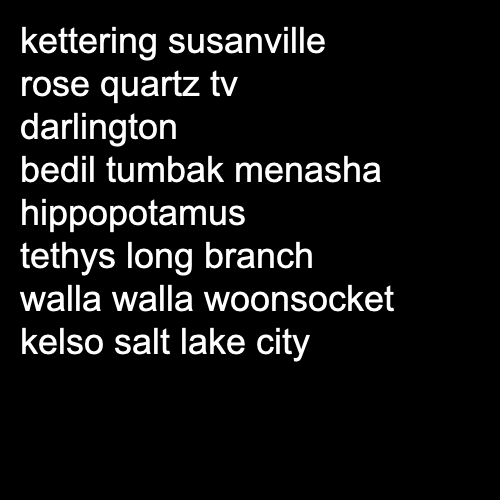 kettering susanville
rose quartz tv
darlington
bedil tumbak menasha
hippopotamus
tethys long branch
walla walla woonsocket
kelso salt lake city